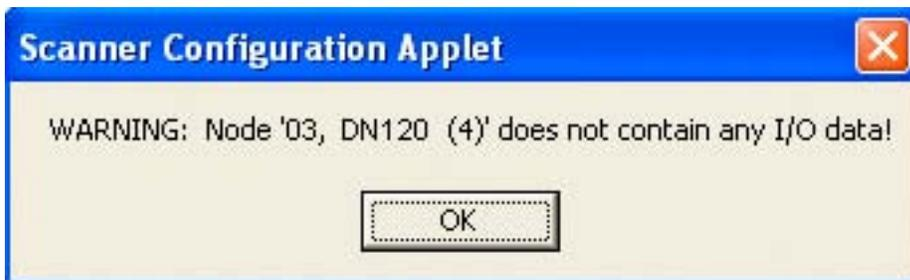 Scanner Configuration Applet
WARNING:  Node '03,  DN120  (4)' does not contain any I/O data!
OK